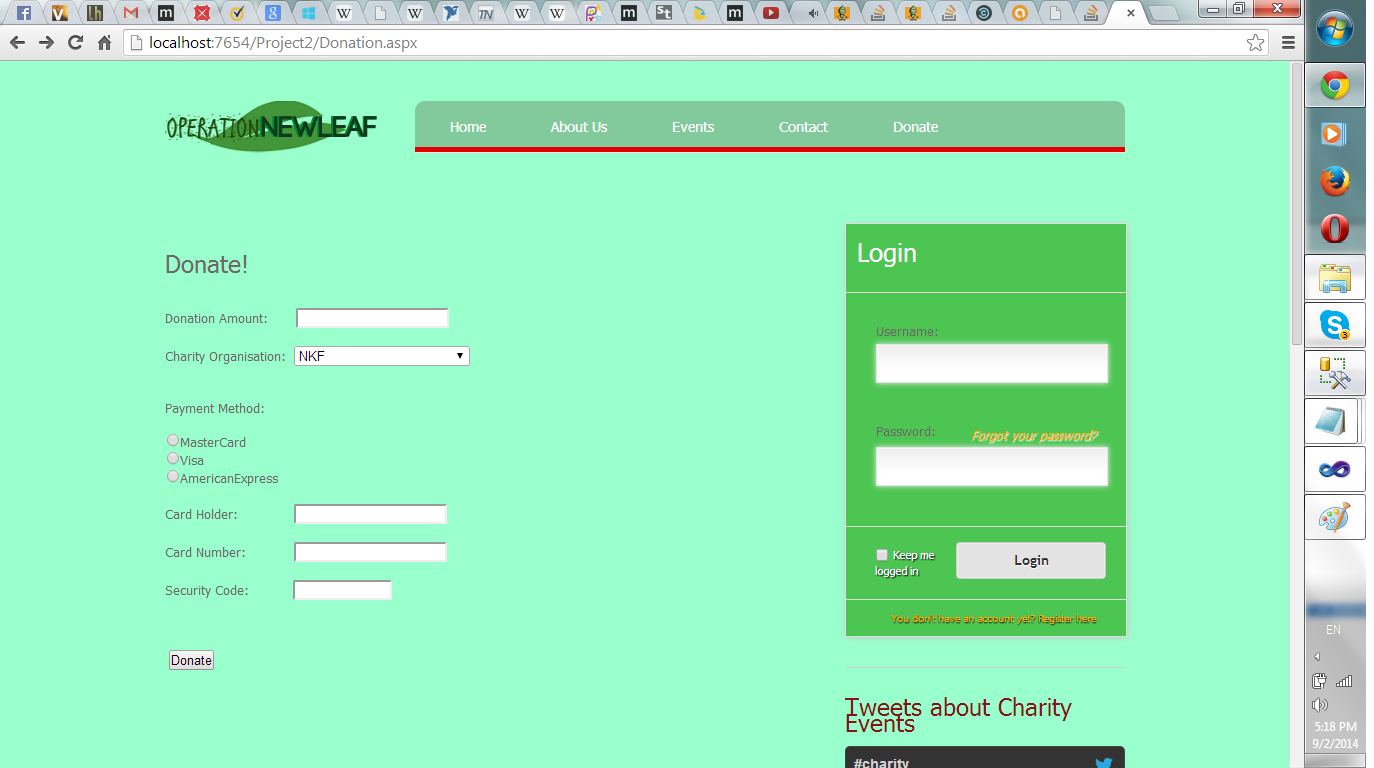 localhost:7654/Project2/Donation.aspx
OPERATION NEWLEAF
Home About Us Events Contact Donate
Donate!
Donation Amount:
Charity Organisation: NKF
Payment Method:
MasterCard
Visa
AmericanExpress
Card Holder:
Card Number:
Security Code:
Donate
Login
Username:
Password: Forgot your password?
Keep me
logged in
Login
You don't have an account yet? Register here
Tweets about Charity
Events
#charity
EN
5:18 PM
9/2/2014